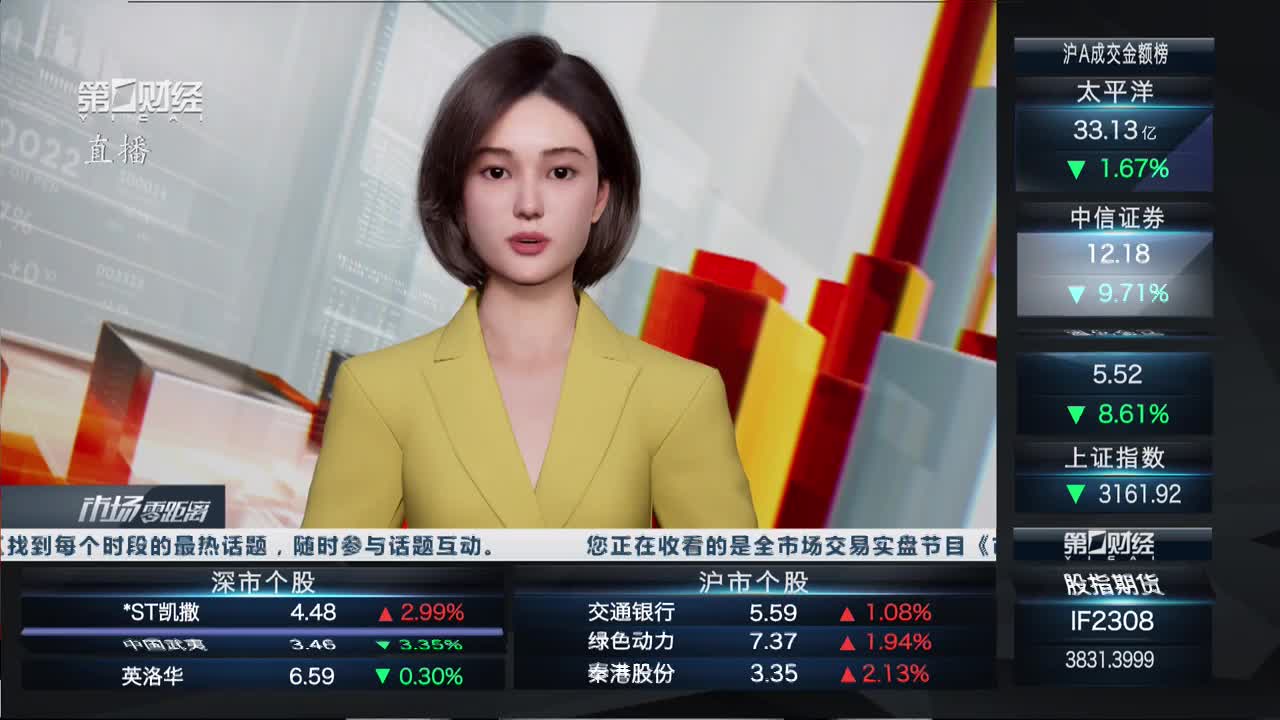 第一财经
YICAI
直播
0022
市场零距离
找到每个时段的最热话题，随时参与话题互动。 您正在收看的是全市场交易实盘节目《市
深市个股
*ST凯撒 4.48 ▲ 2.99%
中国武夷 3.46 ▼ 3.35%
英洛华 6.59 ▼ 0.30%
沪市个股
交通银行 5.59 ▲ 1.08%
绿色动力 7.37 ▲ 1.94%
秦港股份 3.35 ▲ 2.13%
沪A成交金额榜
太平洋
33.13亿
▼ 1.67%
中信证券
12.18
▼ 9.71%
5.52
▼ 8.61%
上证指数
▼ 3161.92
第一财经
YICAI
股指期货
IF2308
3831.3999